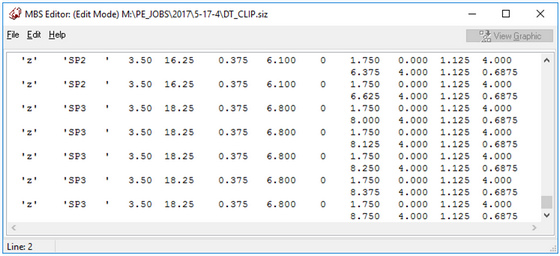 MBS Editor: (Edit Mode) M:\PE_JOBS\2017\5-17-4\DT_CLIP.siz
File Edit Help
View Graphic
'z' 'SP2 ' 3.50 16.25 0.375 6.100 0 1.750 0.000 1.125 4.000
6.375 4.000 1.125 0.6875
'z' 'SP2 ' 3.50 16.25 0.375 6.100 0 1.750 0.000 1.125 4.000
6.625 4.000 1.125 0.6875
'z' 'SP3 ' 3.50 18.25 0.375 6.800 0 1.750 0.000 1.125 4.000
8.000 4.000 1.125 0.6875
'z' 'SP3 ' 3.50 18.25 0.375 6.800 0 1.750 0.000 1.125 4.000
8.125 4.000 1.125 0.6875
'z' 'SP3 ' 3.50 18.25 0.375 6.800 0 1.750 0.000 1.125 4.000
8.250 4.000 1.125 0.6875
'z' 'SP3 ' 3.50 18.25 0.375 6.800 0 1.750 0.000 1.125 4.000
8.375 4.000 1.125 0.6875
'z' 'SP3 ' 3.50 18.25 0.375 6.800 0 1.750 0.000 1.125 4.000
8.750 4.000 1.125 0.6875
Line: 2